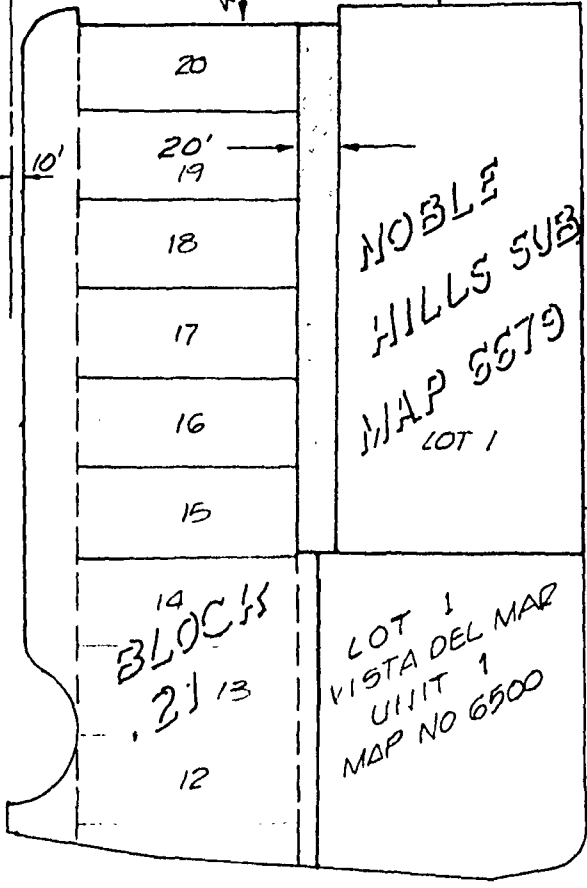 20
10'
20'
19
18
17
16
15
NOBLE
HILLS SUB
MAP 5579
LOT 1
14
BLOCK
21
13
12
LOT 1
VISTA DEL MAR
UNIT 1
MAP NO 6500